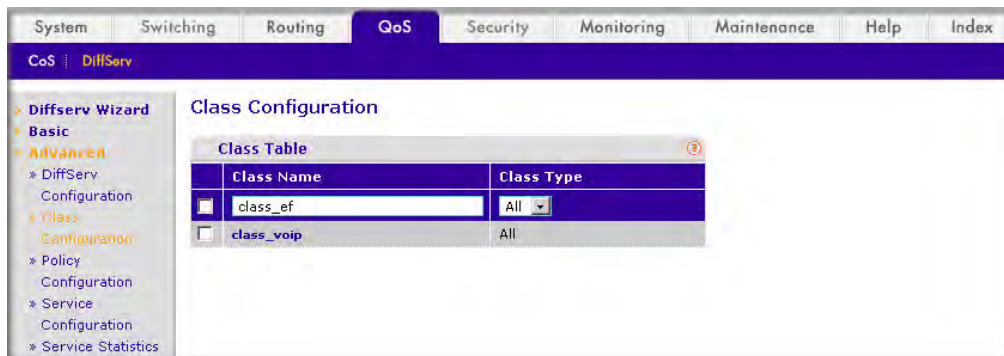 System Switching Routing QoS Security Monitoring Maintenance Help Index
CoS DiffServ
Diffserv Wizard
Basic
Advanced
» DiffServ
Configuration
» Class
Configuration
» Policy
Configuration
» Service
Configuration
» Service Statistics
Class Configuration
Class Table ?
Class Name Class Type
class_ef All
class_voip All